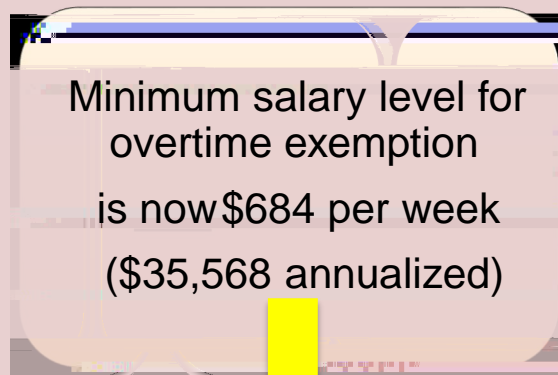 Minimum salary level for
overtime exemption
is now $684 per week
($35,568 annualized)